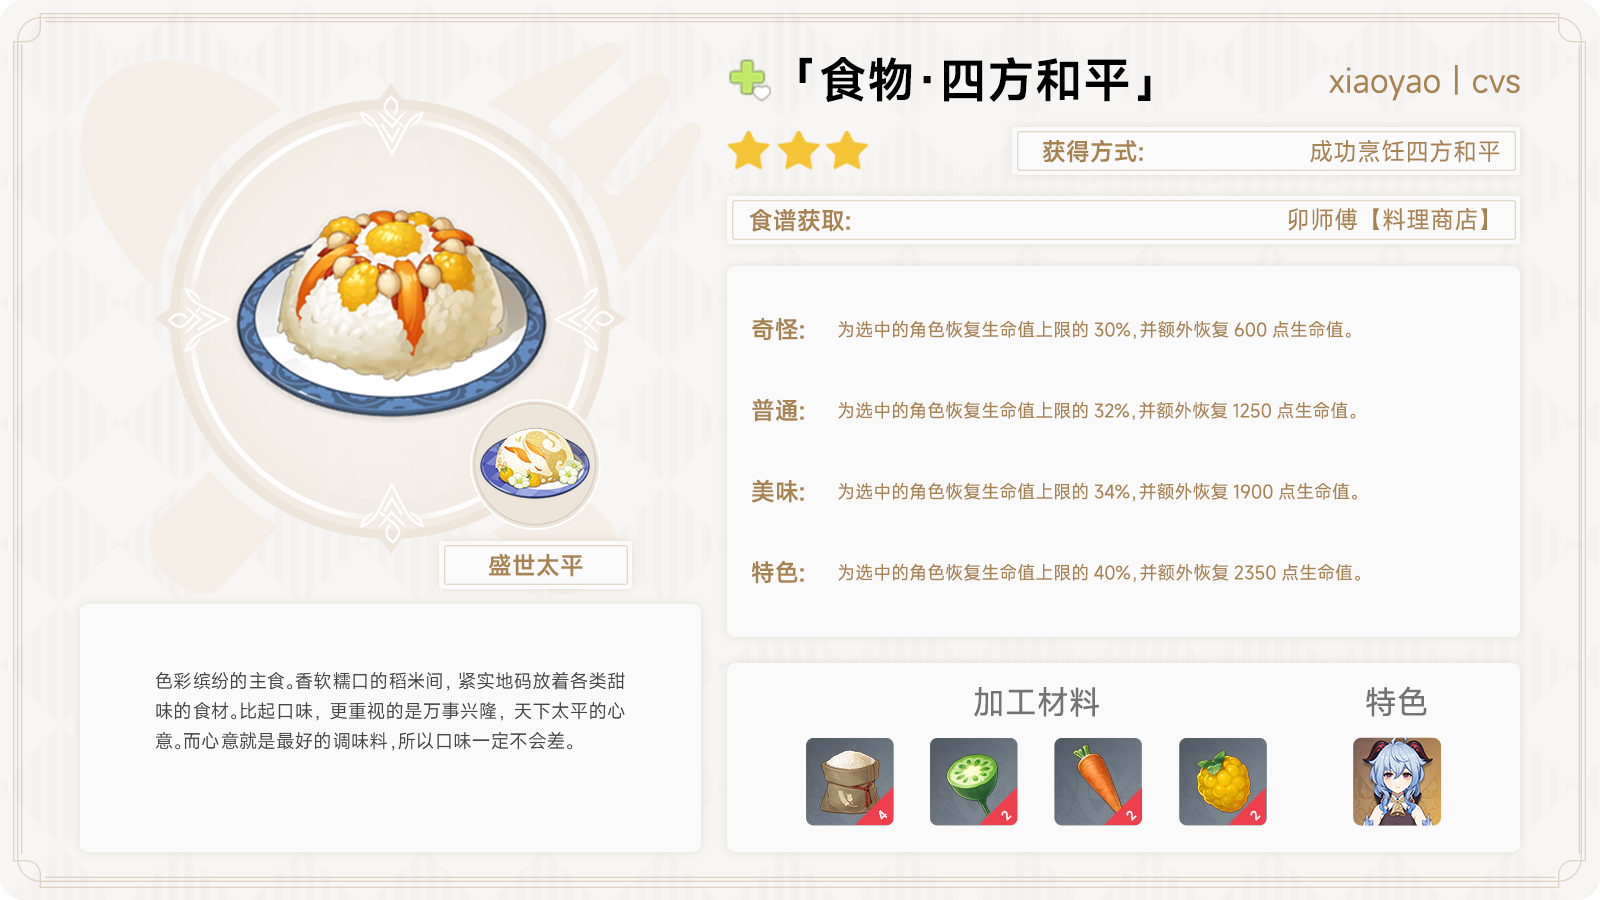 「食物·四方和平」
xiaoyao | cvs
获得方式:
成功烹饪四方和平
食谱获取:
卯师傅【料理商店】
奇怪:
为选中的角色恢复生命值上限的 30%,并额外恢复 600 点生命值。
普通:
为选中的角色恢复生命值上限的 32%,并额外恢复 1250 点生命值。
美味:
为选中的角色恢复生命值上限的 34%,并额外恢复 1900 点生命值。
特色:
为选中的角色恢复生命值上限的 40%,并额外恢复 2350 点生命值。
盛世太平
色彩缤纷的主食。香软糯口的稻米间, 紧实地码放着各类甜
味的食材。比起口味, 更重视的是万事兴隆, 天下太平的心
意。而心意就是最好的调味料,所以口味一定不会差。
加工材料
特色
4
2
2
2